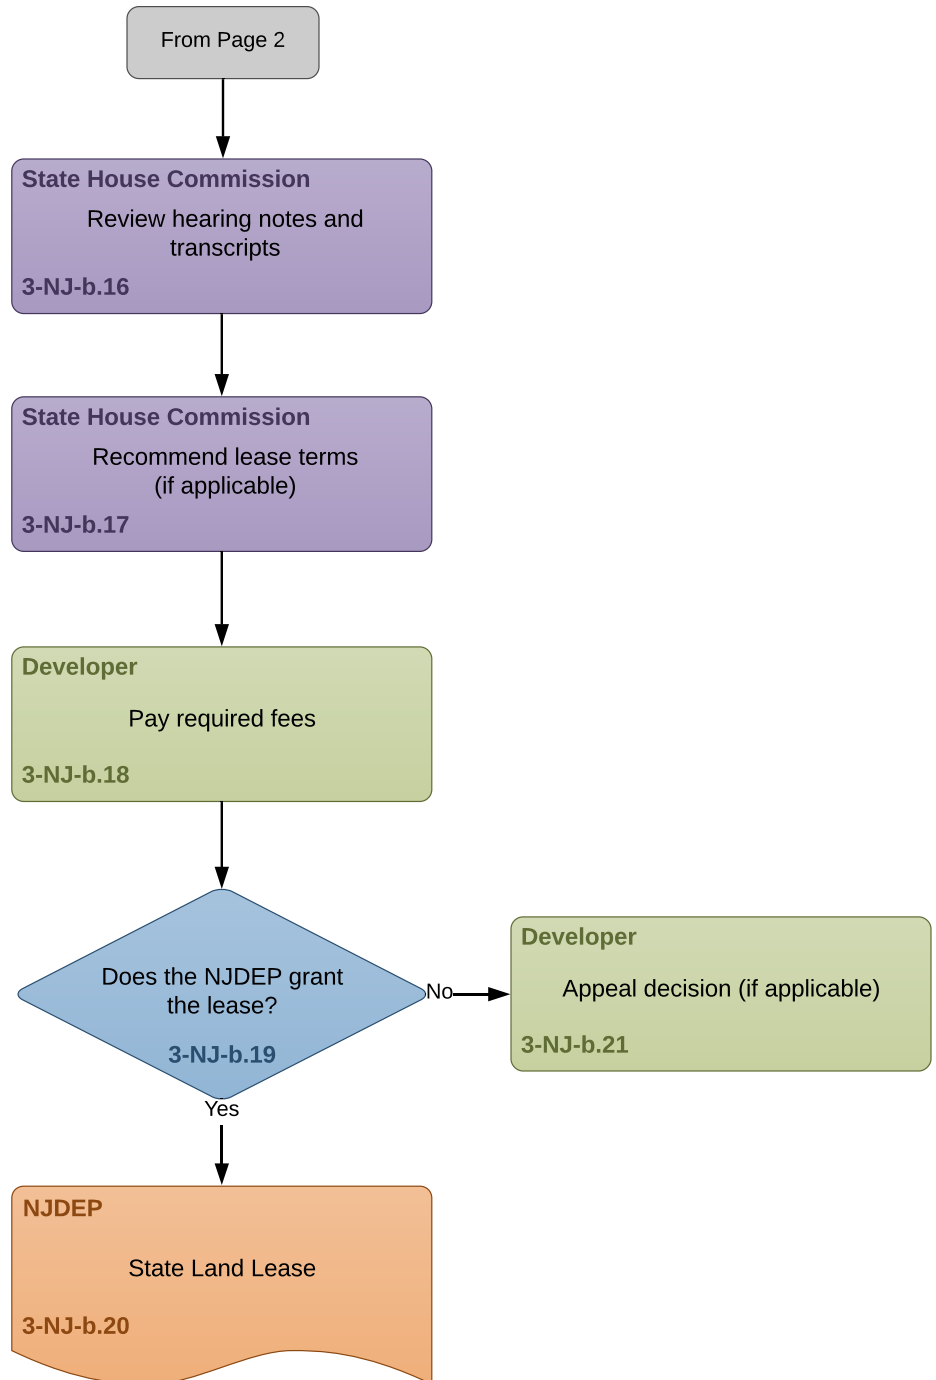 From Page 2
State House Commission
Review hearing notes and
transcripts
3-NJ-b.16
State House Commission
Recommend lease terms
(if applicable)
3-NJ-b.17
Developer
Pay required fees
3-NJ-b.18
Does the NJDEP grant
the lease?
3-NJ-b.19
No
Developer
Appeal decision (if applicable)
3-NJ-b.21
Yes
NJDEP
State Land Lease
3-NJ-b.20